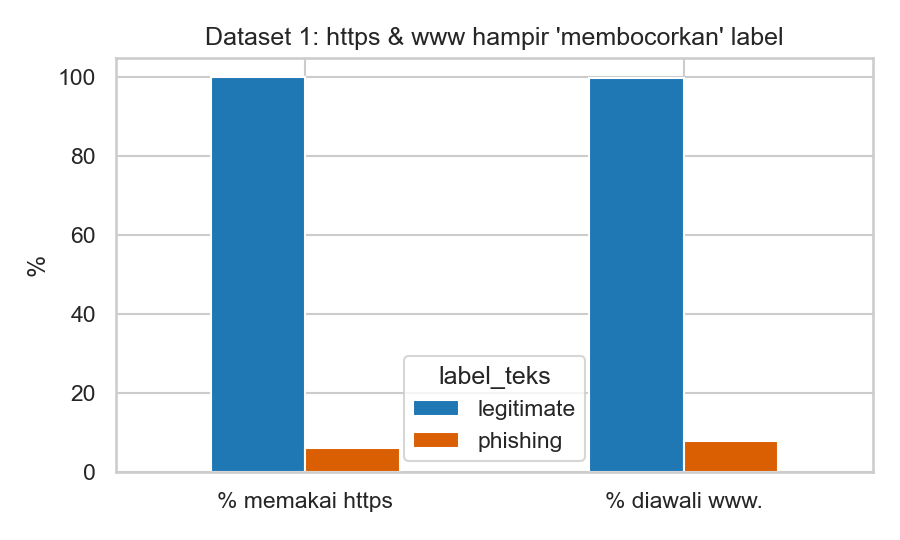 Dataset 1: https & www hampir 'membocorkan' label
100
80
60
40
20
0
%
label_teks
legitimate
phishing
% memakai https
% diawali www.